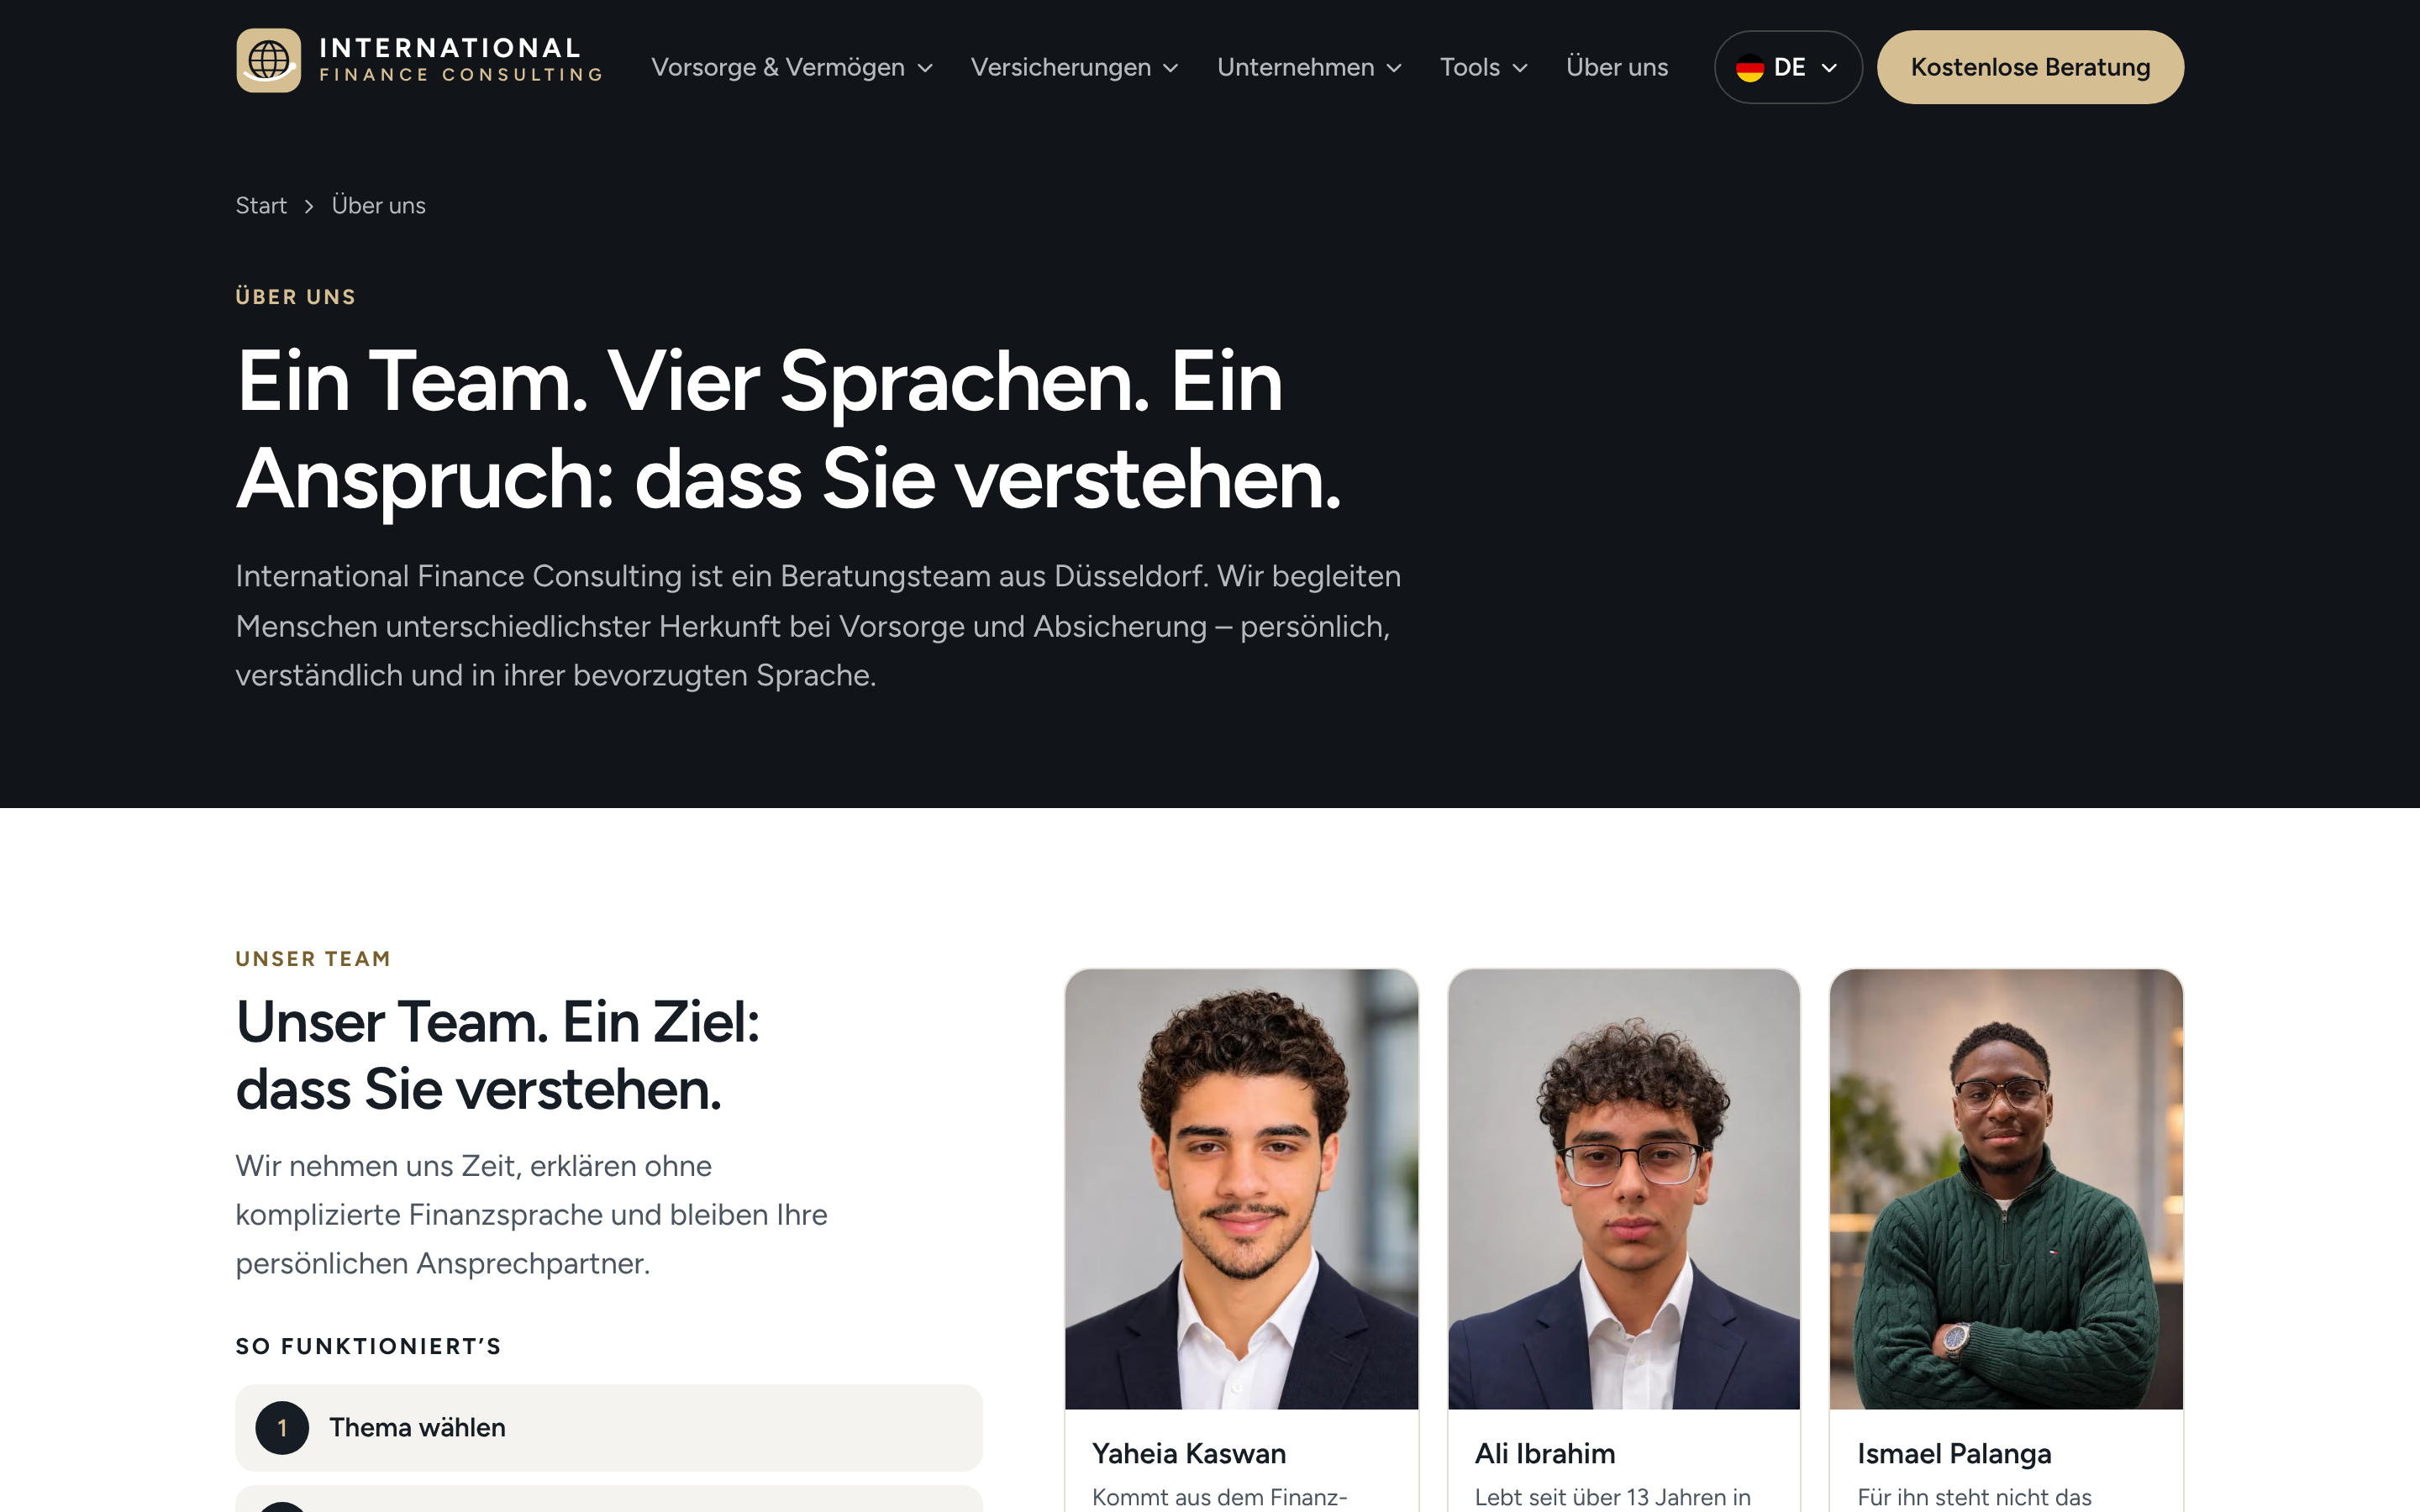 INTERNATIONAL
FINANCE CONSULTING
Vorsorge & Vermögen
Versicherungen
Unternehmen
Tools
Über uns
DE
Kostenlose Beratung
Start > Über uns
ÜBER UNS
Ein Team. Vier Sprachen. Ein
Anspruch: dass Sie verstehen.
International Finance Consulting ist ein Beratungsteam aus Düsseldorf. Wir begleiten
Menschen unterschiedlichster Herkunft bei Vorsorge und Absicherung – persönlich,
verständlich und in ihrer bevorzugten Sprache.
UNSER TEAM
Unser Team. Ein Ziel:
dass Sie verstehen.
Wir nehmen uns Zeit, erklären ohne
komplizierte Finanzsprache und bleiben Ihre
persönlichen Ansprechpartner.
SO FUNKTIONIERT’S
1 Thema wählen
Yaheia Kaswan
Kommt aus dem Finanz-
Ali Ibrahim
Lebt seit über 13 Jahren in
Ismael Palanga
Für ihn steht nicht das